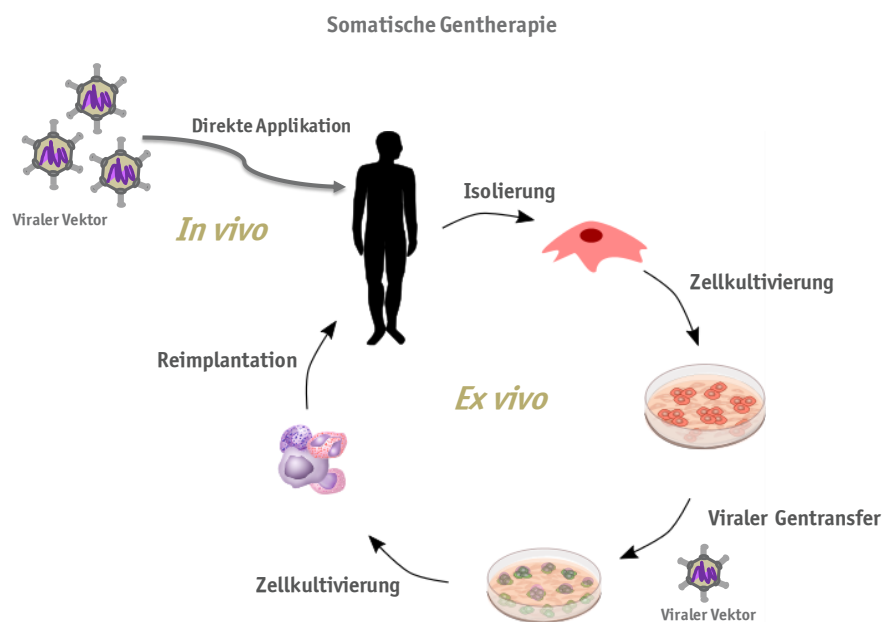 Somatische Gentherapie
Direkte Applikation
Viraler Vektor
In vivo
Isolierung
Zellkultivierung
Reimplantation
Ex vivo
Viraler Gentransfer
Zellkultivierung
Viraler Vektor